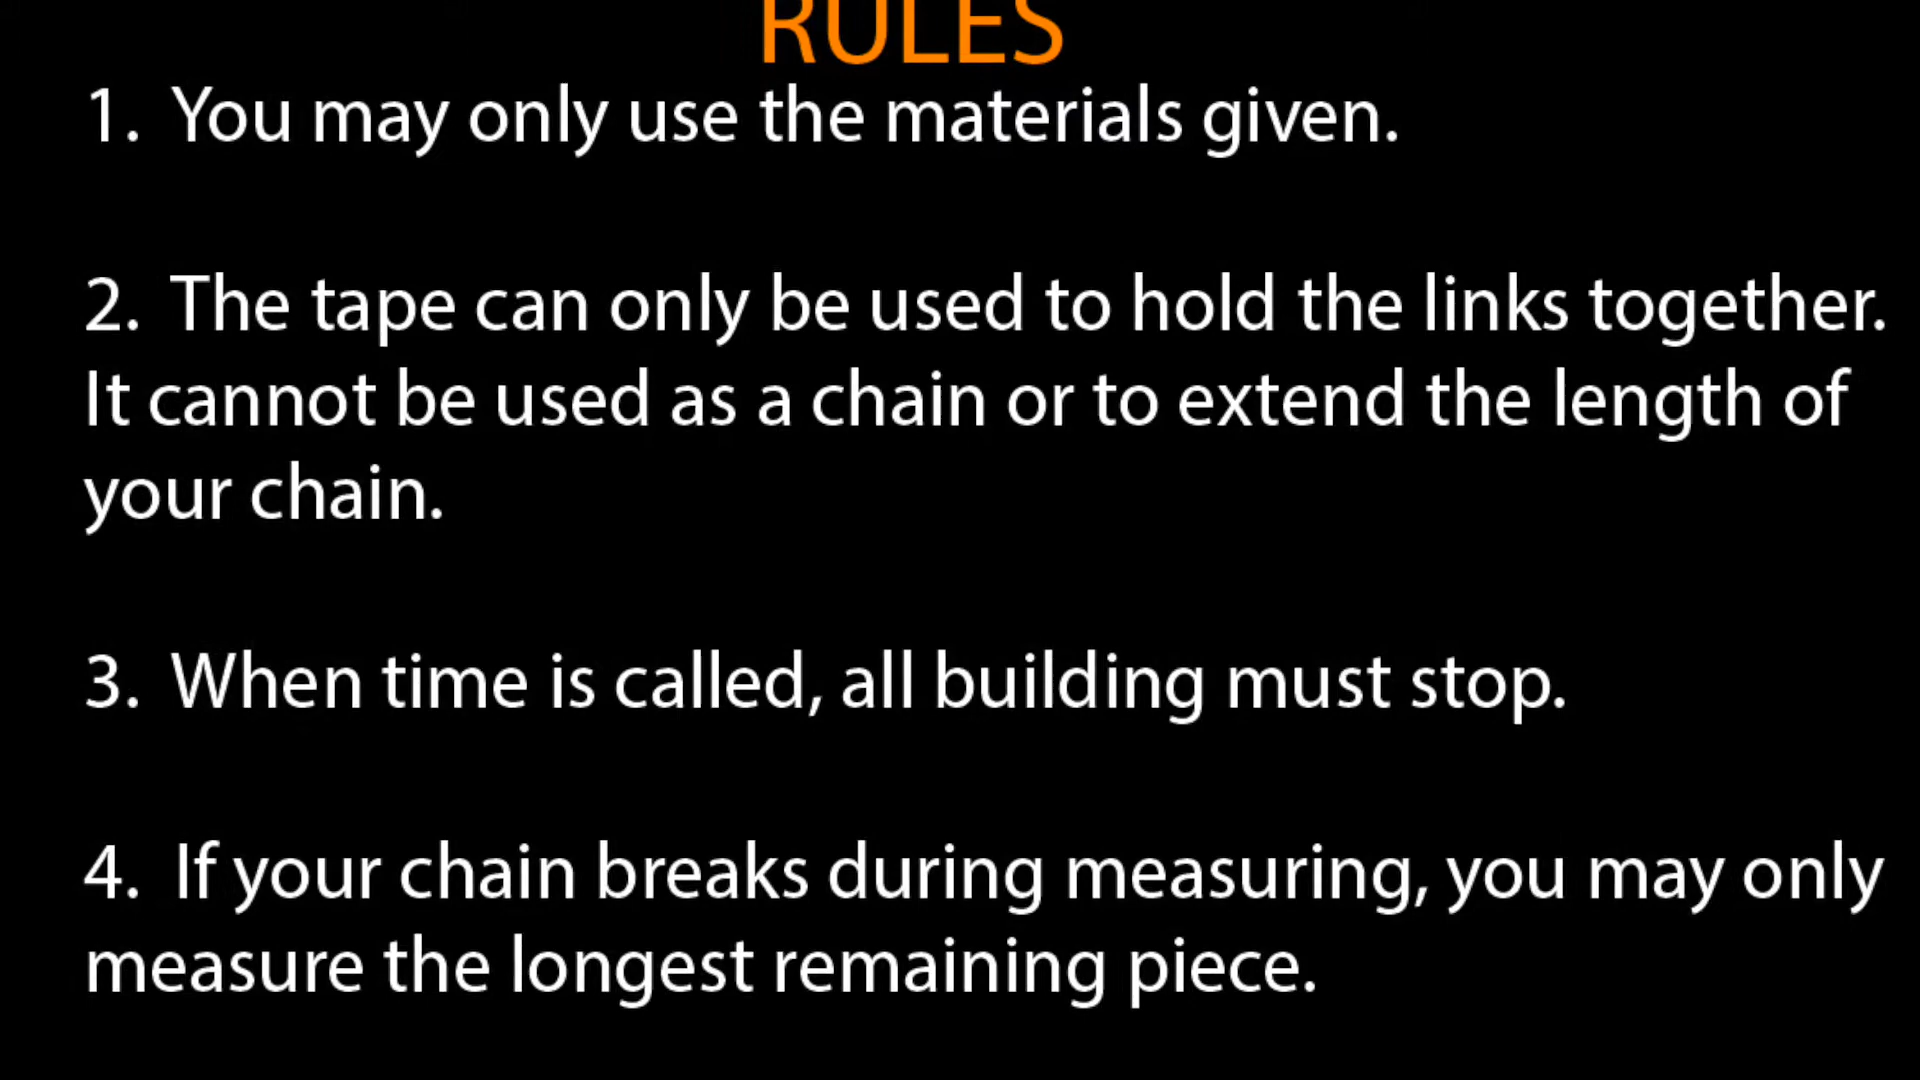 RULES
1. You may only use the materials given.
2. The tape can only be used to hold the links together.
It cannot be used as a chain or to extend the length of
your chain.
3. When time is called, all building must stop.
4. If your chain breaks during measuring, you may only
measure the longest remaining piece.